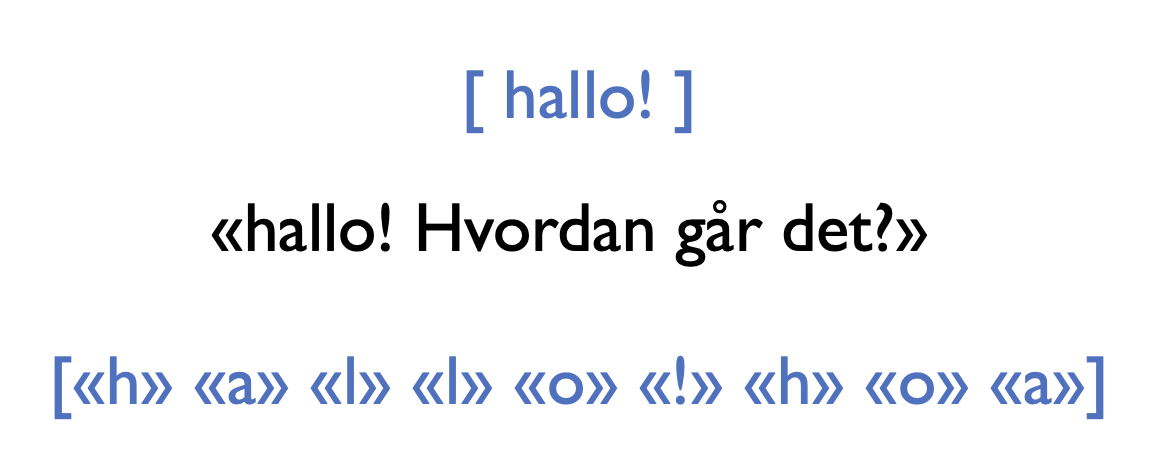 [ hallo! ]
«hallo! Hvordan går det?»
[«h» «a» «l» «l» «o» «!» «h» «o» «a»]